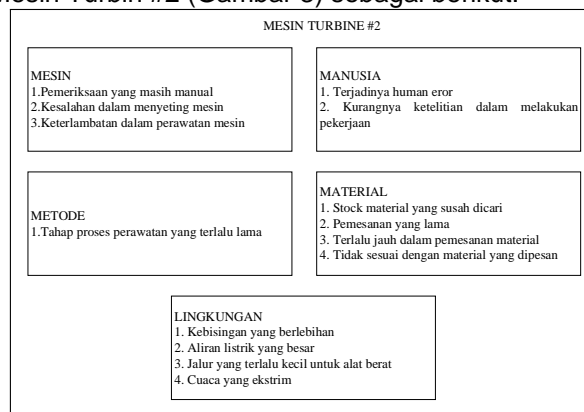 mesin Turbin #2 (Gambar 3) sebagai berikut:
MESIN TURBINE #2
MESIN
1.Pemeriksaan yang masih manual
2.Kesalahan dalam menyeting mesin
3.Keterlambatan dalam perawatan mesin
MANUSIA
1. Terjadinya human eror
2. Kurangnya ketelitian dalam melakukan
pekerjaan
METODE
1.Tahap proses perawatan yang terlalu lama
MATERIAL
1. Stock material yang susah dicari
2. Pemesanan yang lama
3. Terlalu jauh dalam pemesanan material
4. Tidak sesuai dengan material yang dipesan
LINGKUNGAN
1. Kebisingan yang berlebihan
2. Aliran listrik yang besar
3. Jalur yang terlalu kecil untuk alat berat
4. Cuaca yang ekstrim